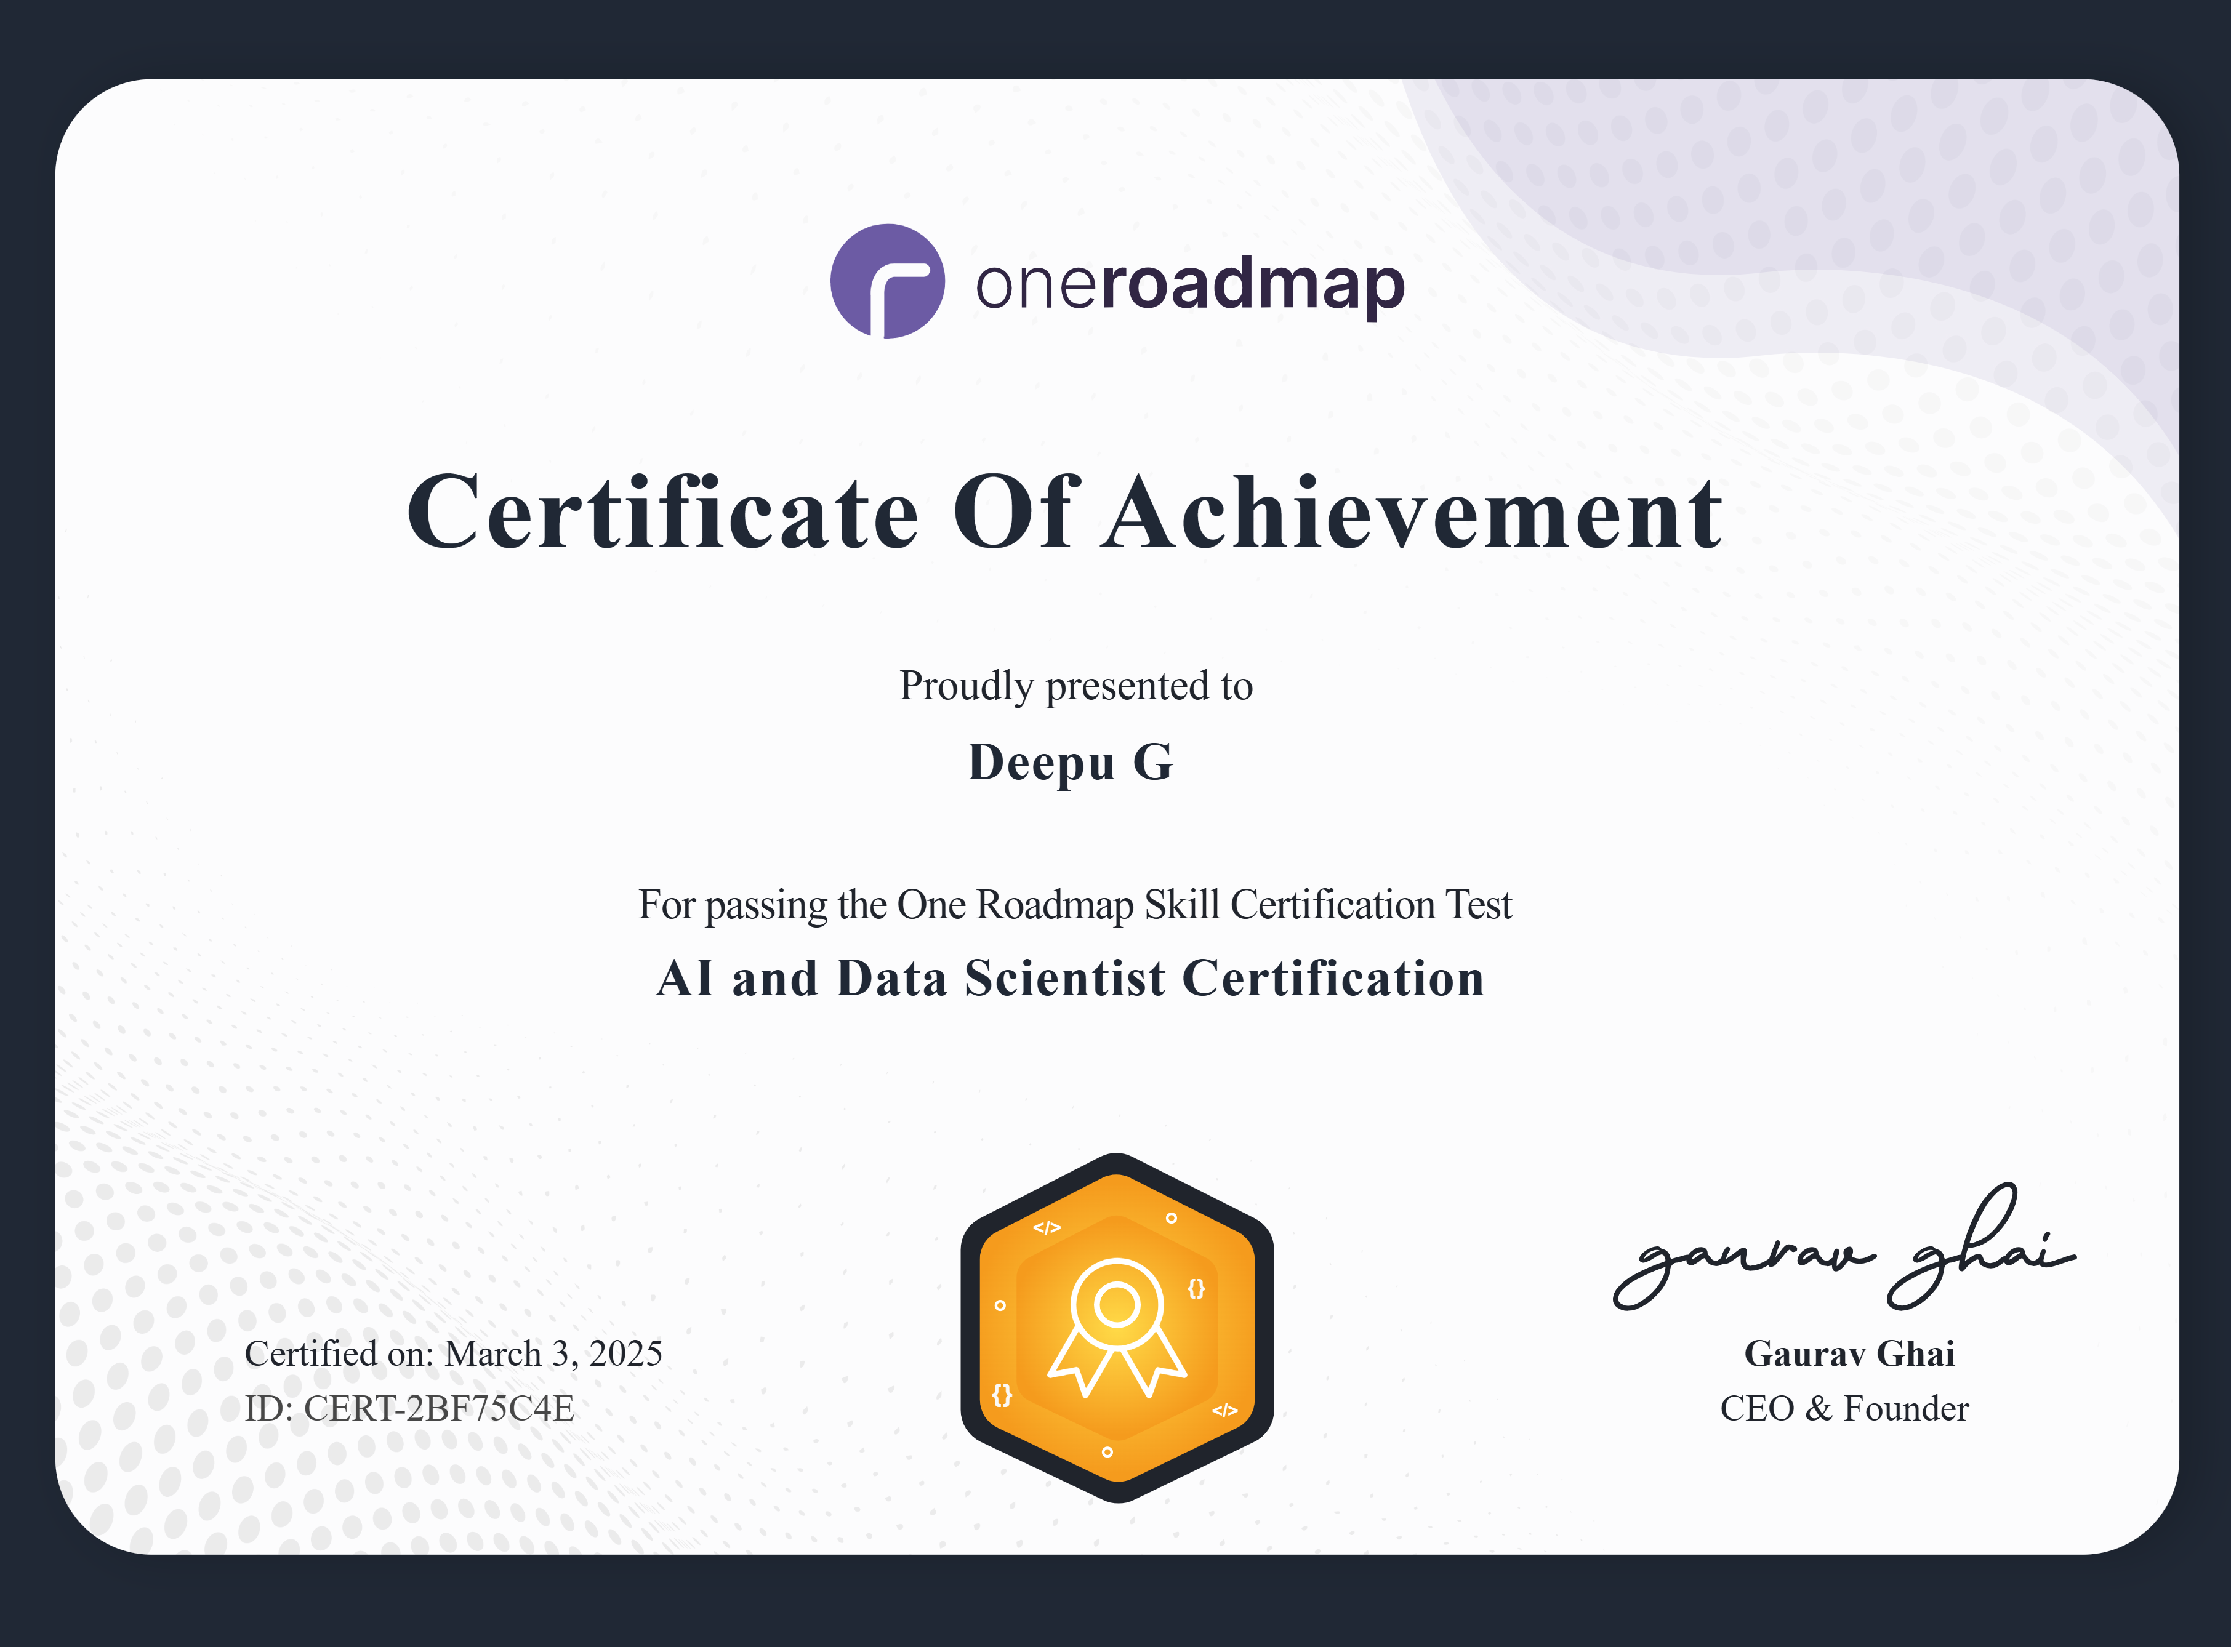 oneroadmap
Certificate Of Achievement
Proudly presented to
Deepu G
For passing the One Roadmap Skill Certification Test
AI and Data Scientist Certification
</>
{}
{}
</>
gaurav ghai
Certified on: March 3, 2025
ID: CERT-2BF75C4E
Gaurav Ghai
CEO & Founder